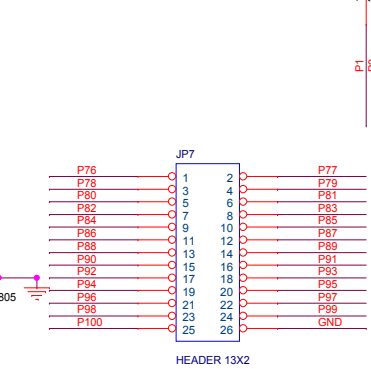 P1
JP7
P76 1 2 P77
P78 3 4 P79
P80 5 6 P81
P82 7 8 P83
P84 9 10 P85
P86 11 12 P87
P88 13 14 P89
P90 15 16 P91
P92 17 18 P93
P94 19 20 P95
805
P96 21 22 P97
P98 23 24 P99
P100 25 26 GND
HEADER 13X2